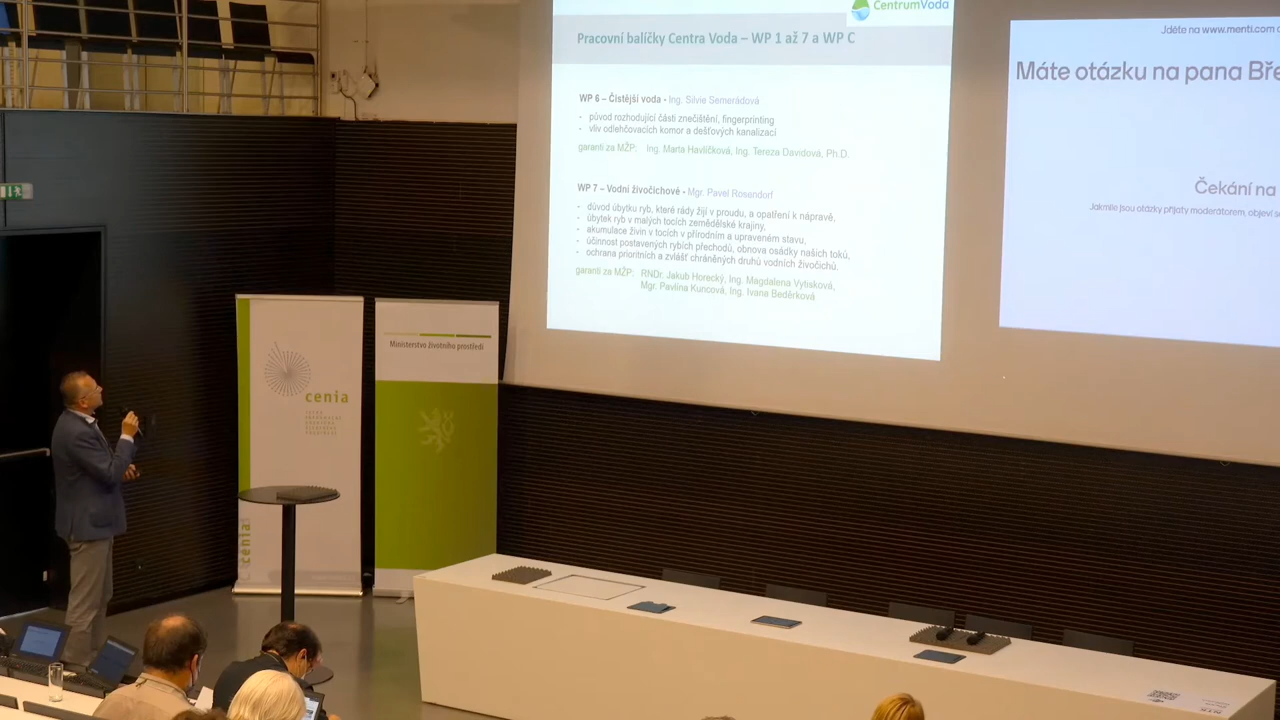 CentrumVoda
Pracovní balíčky Centra Voda – WP 1 až 7 a WP C
WP 6 – Čistější voda - Ing. Silvie Semerádová
- původ rozhodující části znečištění, fingerprinting
- vliv odlehčovacích komor a dešťových kanalizací
garanti za MŽP: Ing. Marta Havlíčková, Ing. Tereza Davidová, Ph.D.
WP 7 – Vodní živočichové - Mgr. Pavel Rosendorf
- důvod úbytku ryb, které rády žijí v proudu, a opatření k nápravě,
- úbytek ryb v malých tocích zemědělské krajiny,
- akumulace živin v tocích v přírodním a upraveném stavu,
- účinnost postavených rybích přechodů, obnova osádky našich toků,
- ochrana prioritních a zvlášť chráněných druhů vodních živočichů.
garanti za MŽP: RNDr. Jakub Horecký, Ing. Magdalena Vytisková,
Mgr. Pavlína Kuncová, Ing. Ivana Beděrková
Jděte na www.menti.com
Máte otázku na pana Bře
Čekání na
Jakmile jsou otázky přijaty moderátorem, objeví
Ministerstvo životního prostředí
cenia
cenia